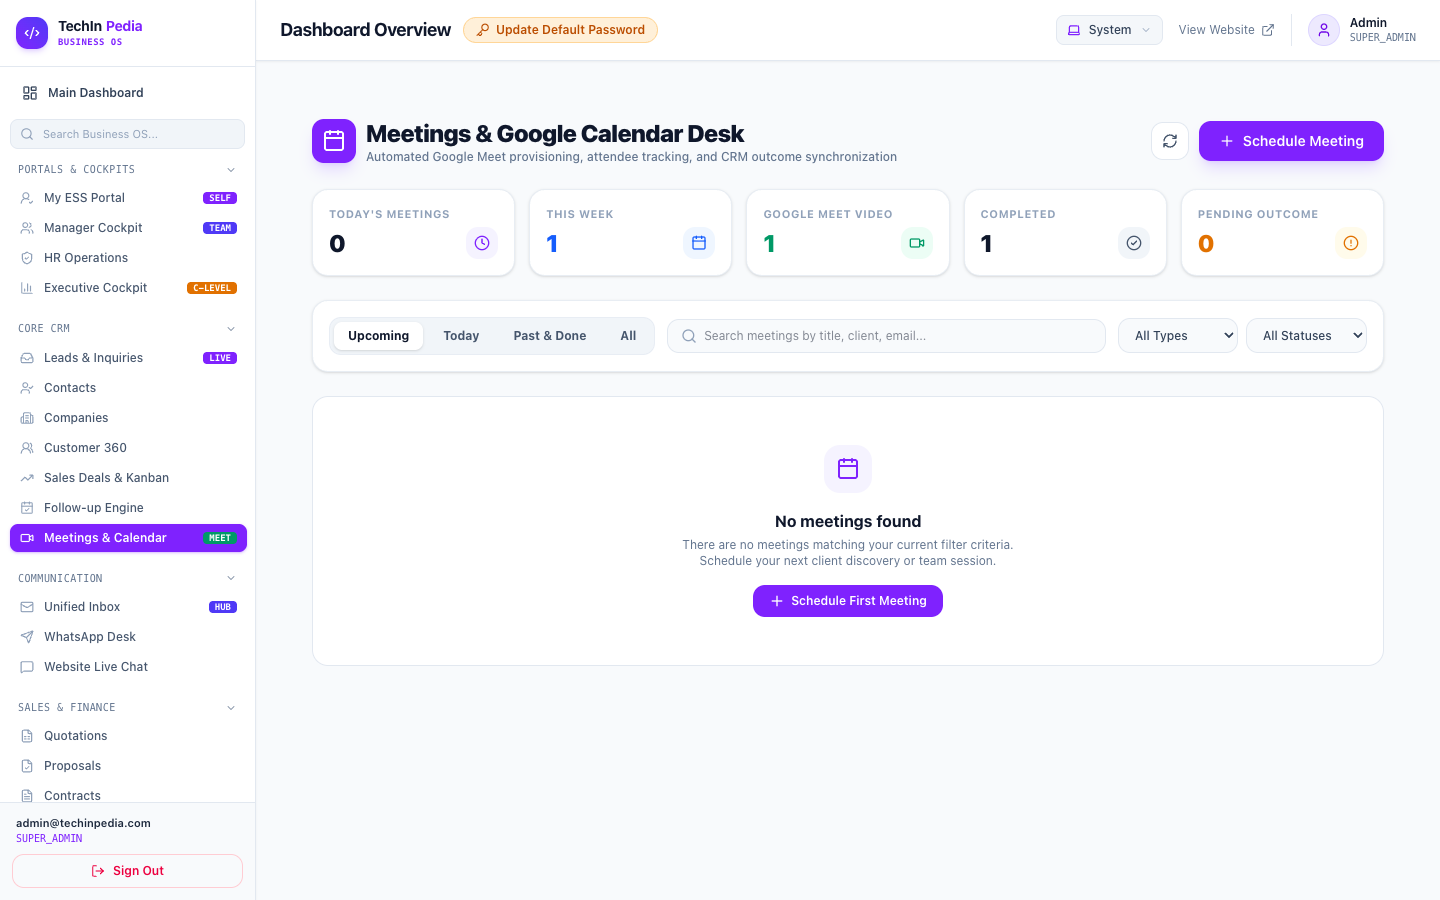 TechIn Pedia
BUSINESS OS
Main Dashboard
Search Business OS...
PORTALS & COCKPITS
My ESS Portal SELF
Manager Cockpit TEAM
HR Operations
Executive Cockpit C-LEVEL
CORE CRM
Leads & Inquiries LIVE
Contacts
Companies
Customer 360
Sales Deals & Kanban
Follow-up Engine
Meetings & Calendar MEET
COMMUNICATION
Unified Inbox HUB
WhatsApp Desk
Website Live Chat
SALES & FINANCE
Quotations
Proposals
Contracts
admin@techinpedia.com
SUPER_ADMIN
Sign Out
Dashboard Overview
Update Default Password
System
View Website
Admin
SUPER_ADMIN
Meetings & Google Calendar Desk
Automated Google Meet provisioning, attendee tracking, and CRM outcome synchronization
Schedule Meeting
TODAY'S MEETINGS
0
THIS WEEK
1
GOOGLE MEET VIDEO
1
COMPLETED
1
PENDING OUTCOME
0
Upcoming Today Past & Done All
Search meetings by title, client, email...
All Types
All Statuses
No meetings found
There are no meetings matching your current filter criteria.
Schedule your next client discovery or team session.
Schedule First Meeting